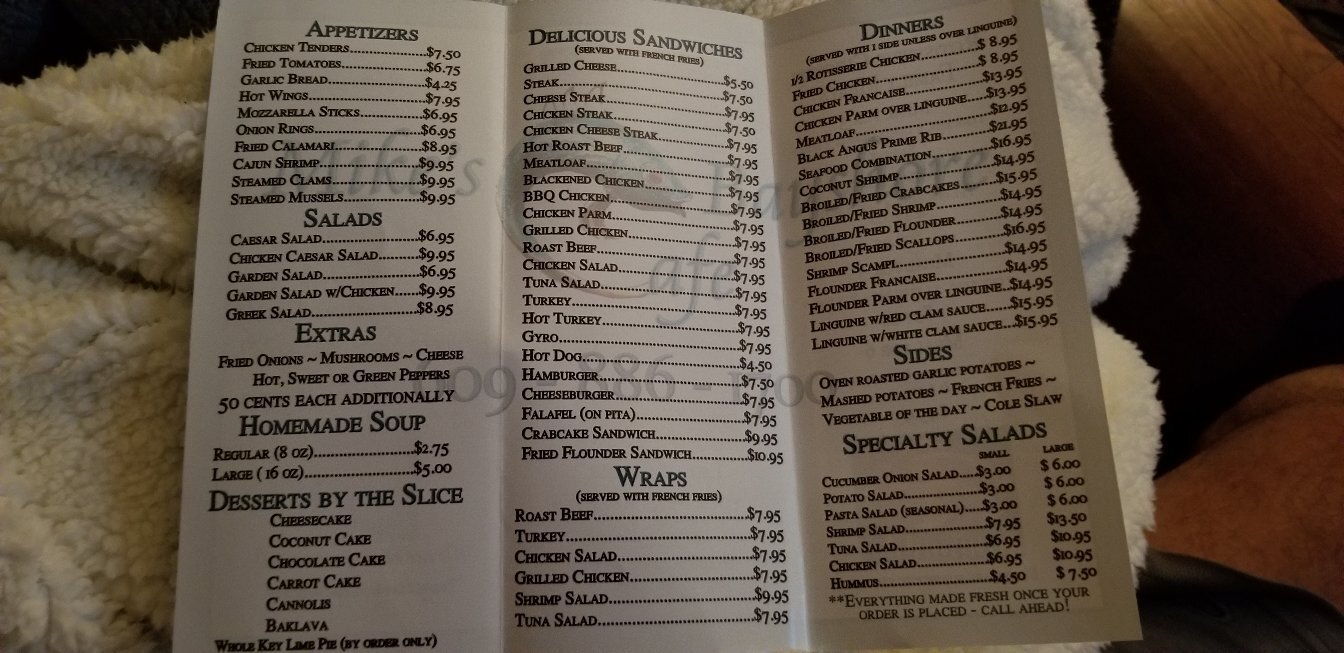 APPETIZERS
CHICKEN TENDERS....................$7.50
FRIED TOMATOES....................$6.75
GARLIC BREAD....................$4.25
HOT WINGS....................$7.95
MOZZARELLA STICKS....................$6.95
ONION RINGS....................$6.95
FRIED CALAMARI....................$8.95
CAJUN SHRIMP....................$9.95
STEAMED CLAMS....................$9.95
STEAMED MUSSELS....................$9.95
SALADS
CAESAR SALAD....................$6.95
CHICKEN CAESAR SALAD..........$9.95
GARDEN SALAD....................$6.95
GARDEN SALAD W/CHICKEN......$9.95
GREEK SALAD....................$8.95
EXTRAS
FRIED ONIONS ~ MUSHROOMS ~ CHEESE
HOT, SWEET OR GREEN PEPPERS
50 CENTS EACH ADDITIONALLY
HOMEMADE SOUP
REGULAR (8 OZ)....................$2.75
LARGE ( 16 OZ)....................$5.00
DESSERTS BY THE SLICE
CHEESECAKE
COCONUT CAKE
CHOCOLATE CAKE
CARROT CAKE
CANNOLIS
BAKLAVA
WHOLE KEY LIME PIE (BY ORDER ONLY)
DELICIOUS SANDWICHES
(SERVED WITH FRENCH FRIES)
GRILLED CHEESE....................$5.50
STEAK....................$7.50
CHEESE STEAK....................$7.95
CHICKEN STEAK....................$7.50
CHICKEN CHEESE STEAK....................$7.95
HOT ROAST BEEF....................$7.95
MEATLOAF....................$7.95
BLACKENED CHICKEN....................$7.95
BBQ CHICKEN....................$7.95
CHICKEN PARM....................$7.95
GRILLED CHICKEN....................$7.95
ROAST BEEF....................$7.95
CHICKEN SALAD....................$7.95
TUNA SALAD....................$7.95
TURKEY....................$7.95
HOT TURKEY....................$7.95
GYRO....................$7.95
HOT DOG....................$4.50
HAMBURGER....................$7.50
CHEESEBURGER....................$7.95
FALAFEL (ON PITA)....................$7.95
CRABCAKE SANDWICH....................$9.95
FRIED FLOUNDER SANDWICH..............$10.95
WRAPS
(SERVED WITH FRENCH FRIES)
ROAST BEEF....................$7.95
TURKEY....................$7.95
CHICKEN SALAD....................$7.95
GRILLED CHICKEN....................$7.95
SHRIMP SALAD....................$9.95
TUNA SALAD....................$7.95
DINNERS
(SERVED WITH 1 SIDE UNLESS OVER LINGUINE)
1/2 ROTISSERIE CHICKEN............$ 8.95
FRIED CHICKEN....................$ 8.95
CHICKEN FRANCAISE...............$13.95
CHICKEN PARM OVER LINGUINE.....$13.95
MEATLOAF....................$12.95
BLACK ANGUS PRIME RIB............$21.95
SEAFOOD COMBINATION..............$16.95
COCONUT SHRIMP....................$14.95
BROILED/FRIED CRABCAKES..........$15.95
BROILED/FRIED SHRIMP.............$14.95
BROILED/FRIED FLOUNDER..........$14.95
BROILED/FRIED SCALLOPS...........$16.95
SHRIMP SCAMPI....................$14.95
FLOUNDER FRANCAISE...............$14.95
FLOUNDER PARM OVER LINGUINE..$14.95
LINGUINE W/RED CLAM SAUCE......$15.95
LINGUINE W/WHITE CLAM SAUCE...$15.95
SIDES
OVEN ROASTED GARLIC POTATOES ~
MASHED POTATOES ~ FRENCH FRIES ~
VEGETABLE OF THE DAY ~ COLE SLAW
SPECIALTY SALADS
SMALL LARGE
CUCUMBER ONION SALAD.....$3.00 $ 6.00
POTATO SALAD....................$3.00 $ 6.00
PASTA SALAD (SEASONAL).....$3.00 $ 6.00
SHRIMP SALAD....................$7.95 $13.50
TUNA SALAD....................$6.95 $10.95
CHICKEN SALAD....................$6.95 $10.95
HUMMUS....................$4.50 $ 7.50
**EVERYTHING MADE FRESH ONCE YOUR
ORDER IS PLACED - CALL AHEAD!